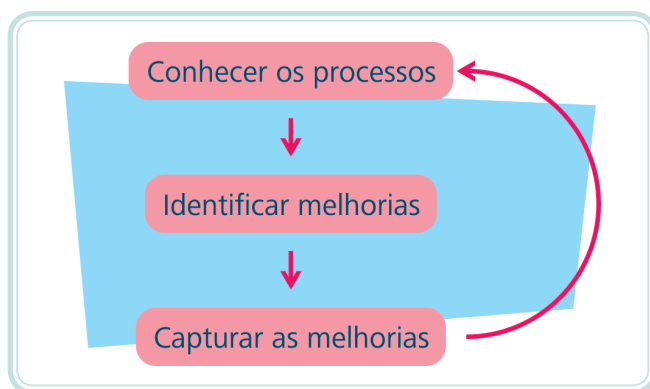 Conhecer os processos
Identificar melhorias
Capturar as melhorias